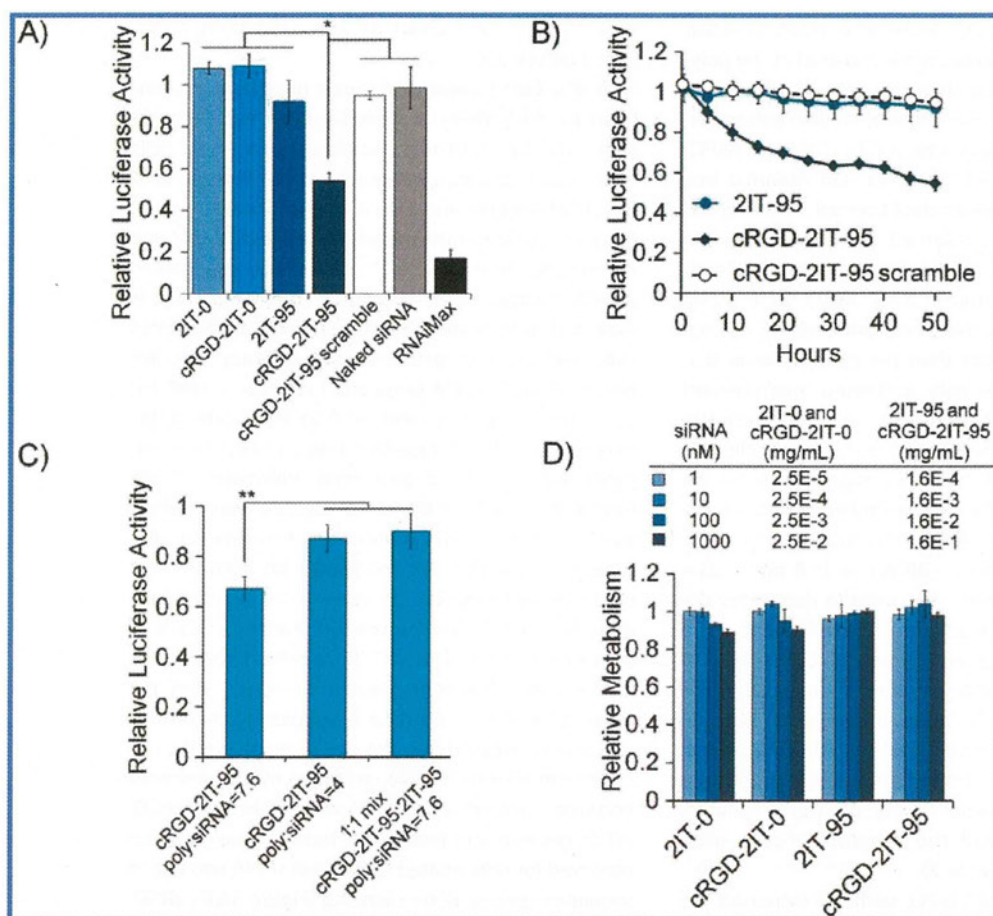 A)
*
Relative Luciferase Activity
1.2
1
0.8
0.6
0.4
0.2
0
2IT-0
cRGD-2IT-0
2IT-95
cRGD-2IT-95
cRGD-2IT-95 scramble
Naked siRNA
RNAiMax
B)
Relative Luciferase Activity
1.2
1.0
0.8
0.6
0.4
0.2
0
2IT-95
cRGD-2IT-95
cRGD-2IT-95 scramble
0 10 20 30 40 50
Hours
C)
**
Relative Luciferase Activity
1
0.8
0.6
0.4
0.2
0
cRGD-2IT-95
poly:siRNA=7.6
cRGD-2IT-95
poly:siRNA=4
1:1 mix
cRGD-2IT-95:2IT-95
poly:siRNA=7.6
D)
siRNA (nM) 2IT-0 and cRGD-2IT-0 (mg/mL) 2IT-95 and cRGD-2IT-95 (mg/mL)
1 2.5E-5 1.6E-4
10 2.5E-4 1.6E-3
100 2.5E-3 1.6E-2
1000 2.5E-2 1.6E-1
Relative Metabolism
1.2
1
0.8
0.6
0.4
0.2
0
2IT-0
cRGD-2IT-0
2IT-95
cRGD-2IT-95